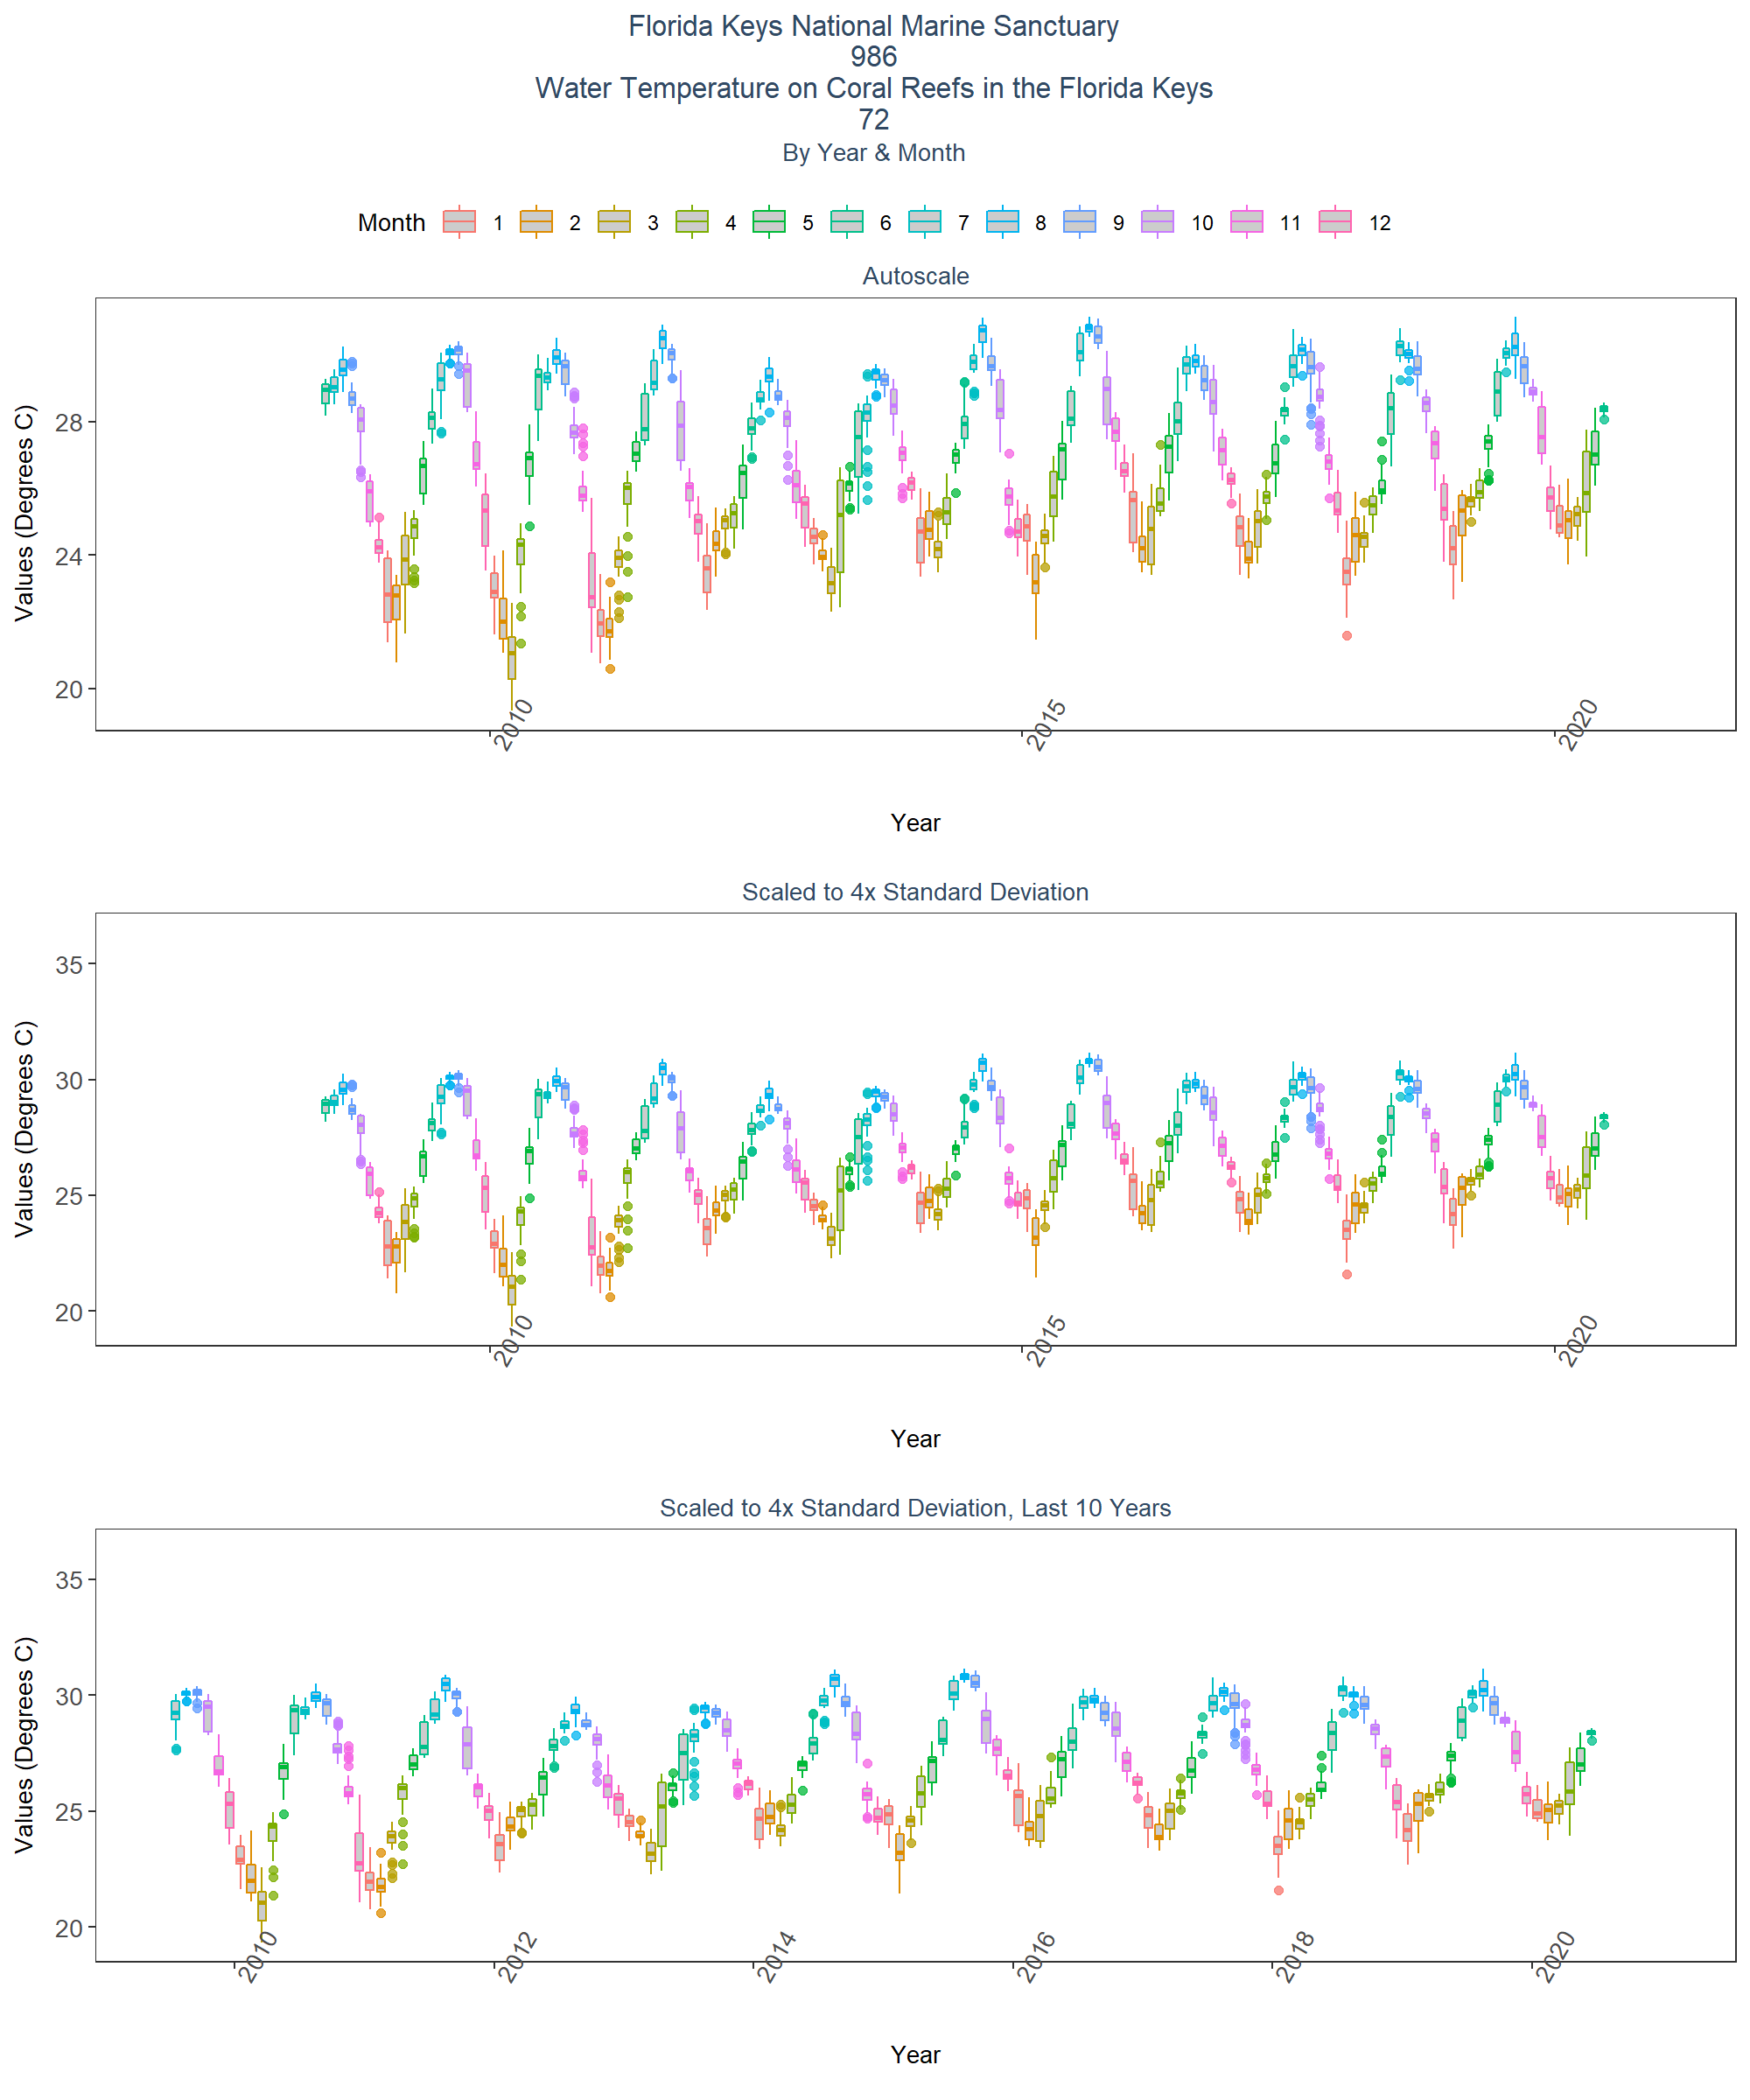 Florida Keys National Marine Sanctuary
986
Water Temperature on Coral Reefs in the Florida Keys
72
By Year & Month
Month 1 2 3 4 5 6 7 8 9 10 11 12
Autoscale
Values (Degrees C)
28
24
20
2010 2015 2020
Year
Scaled to 4x Standard Deviation
Values (Degrees C)
35
30
25
20
2010 2015 2020
Year
Scaled to 4x Standard Deviation, Last 10 Years
Values (Degrees C)
35
30
25
20
2010 2012 2014 2016 2018 2020
Year